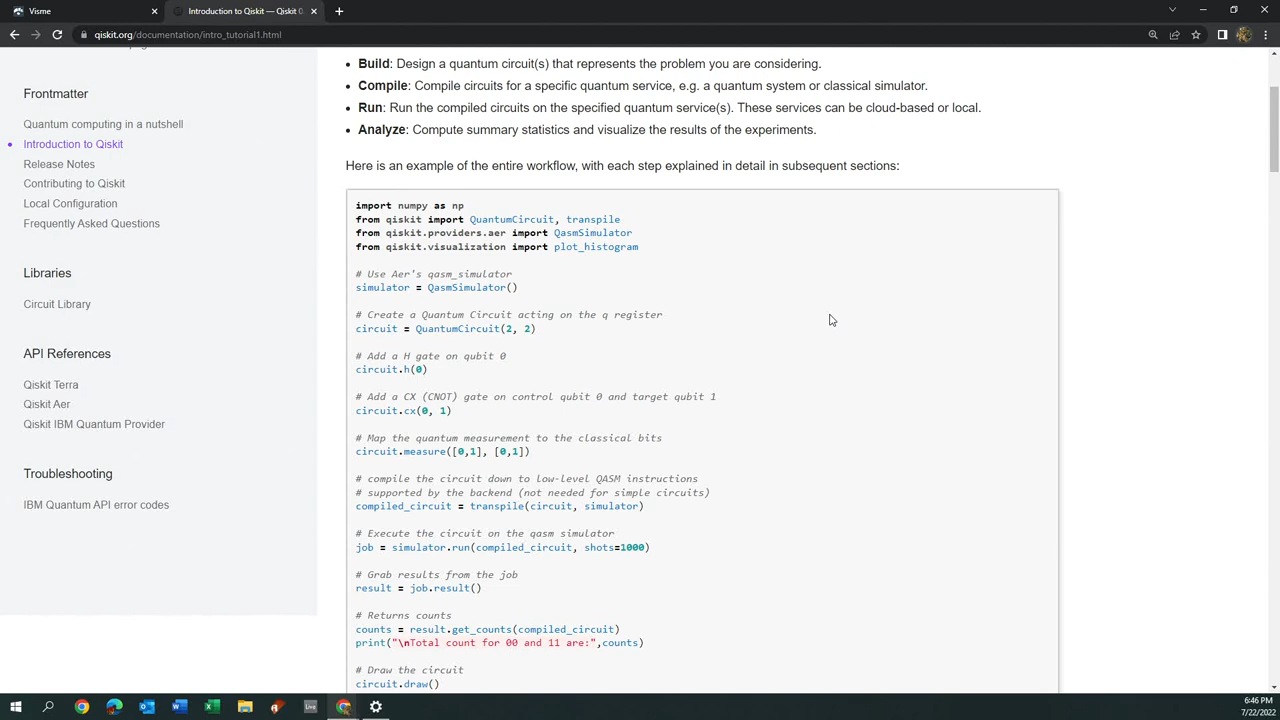 Visme
Introduction to Qiskit — Qiskit 0.
qiskit.org/documentation/intro_tutorial1.html
Frontmatter
Quantum computing in a nutshell
Introduction to Qiskit
Release Notes
Contributing to Qiskit
Local Configuration
Frequently Asked Questions
Libraries
Circuit Library
API References
Qiskit Terra
Qiskit Aer
Qiskit IBM Quantum Provider
Troubleshooting
IBM Quantum API error codes
• Build: Design a quantum circuit(s) that represents the problem you are considering.
• Compile: Compile circuits for a specific quantum service, e.g. a quantum system or classical simulator.
• Run: Run the compiled circuits on the specified quantum service(s). These services can be cloud-based or local.
• Analyze: Compute summary statistics and visualize the results of the experiments.
Here is an example of the entire workflow, with each step explained in detail in subsequent sections:
import numpy as np
from qiskit import QuantumCircuit, transpile
from qiskit.providers.aer import QasmSimulator
from qiskit.visualization import plot_histogram
# Use Aer's qasm_simulator
simulator = QasmSimulator()
# Create a Quantum Circuit acting on the q register
circuit = QuantumCircuit(2, 2)
# Add a H gate on qubit 0
circuit.h(0)
# Add a CX (CNOT) gate on control qubit 0 and target qubit 1
circuit.cx(0, 1)
# Map the quantum measurement to the classical bits
circuit.measure([0,1], [0,1])
# compile the circuit down to low-level QASM instructions
# supported by the backend (not needed for simple circuits)
compiled_circuit = transpile(circuit, simulator)
# Execute the circuit on the qasm simulator
job = simulator.run(compiled_circuit, shots=1000)
# Grab results from the job
result = job.result()
# Returns counts
counts = result.get_counts(compiled_circuit)
print("\nTotal count for 00 and 11 are:",counts)
# Draw the circuit
circuit.draw()
Live
6:46 PM
7/22/2022